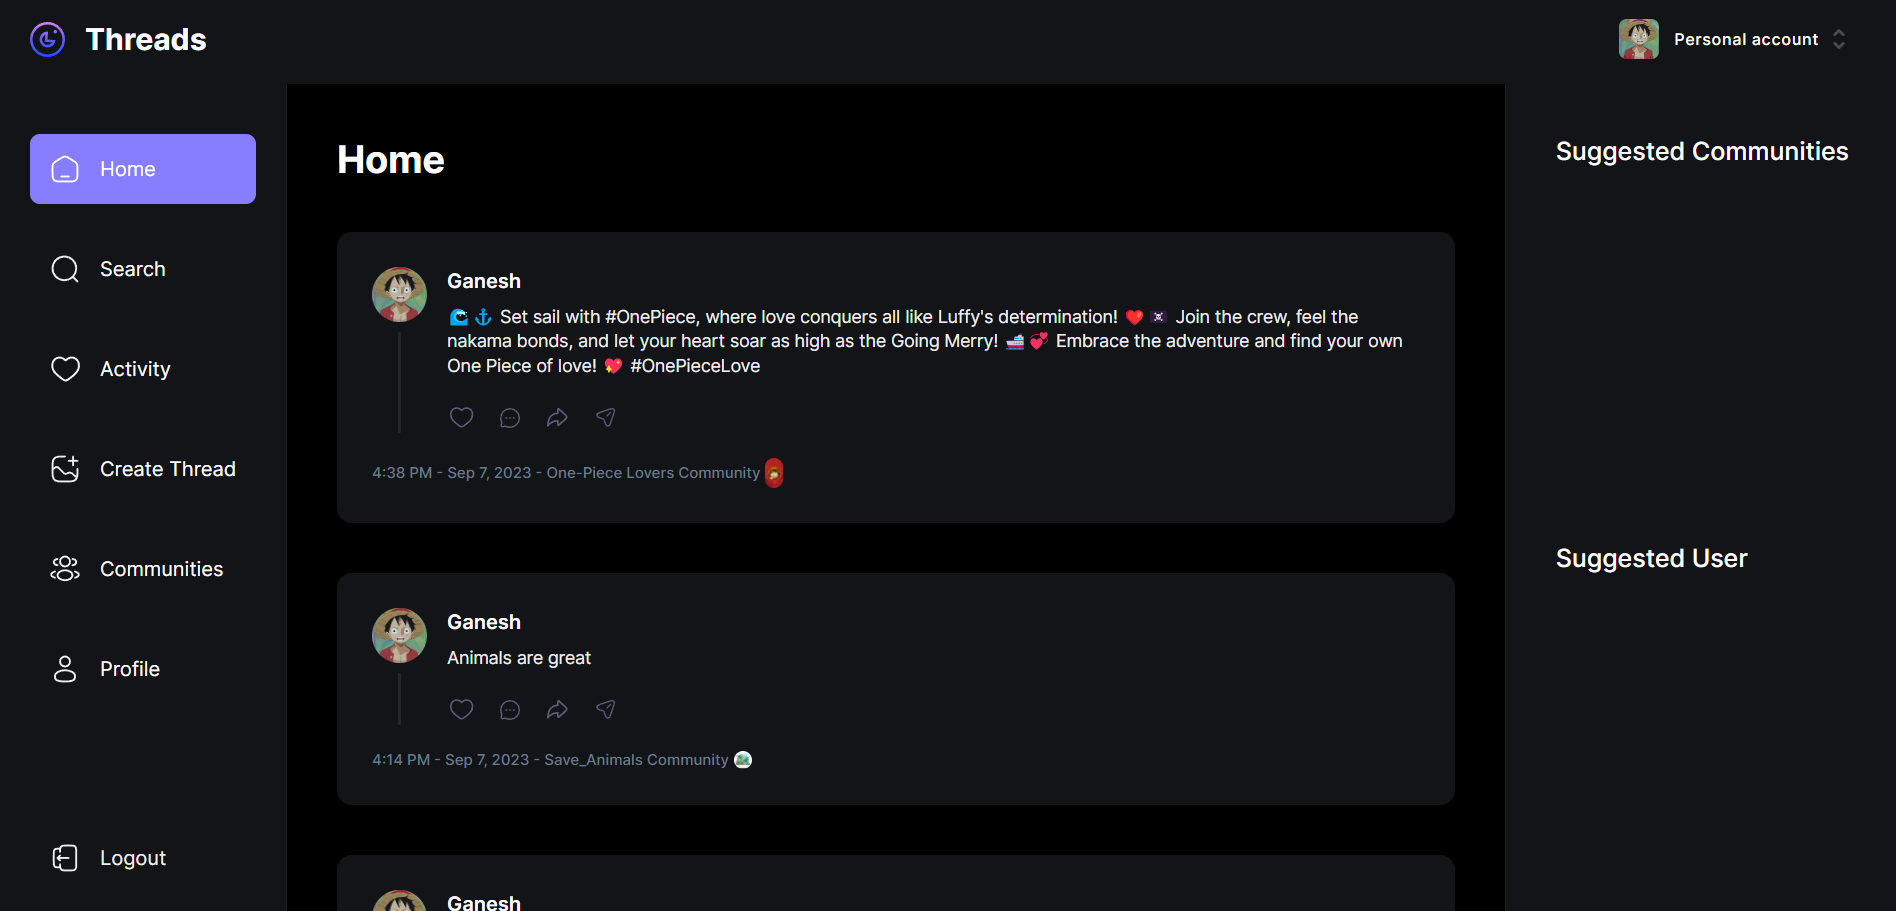 Threads
Personal account
Home
Search
Activity
Create Thread
Communities
Profile
Logout
Home
Ganesh
🌊 ⚓ Set sail with #OnePiece, where love conquers all like Luffy's determination! ❤️ 🏴‍☠️ Join the crew, feel the
nakama bonds, and let your heart soar as high as the Going Merry! 🚢 💞 Embrace the adventure and find your own
One Piece of love! 💖 #OnePieceLove
4:38 PM - Sep 7, 2023 - One-Piece Lovers Community
Ganesh
Animals are great
4:14 PM - Sep 7, 2023 - Save_Animals Community
Ganesh
Suggested Communities
Suggested User